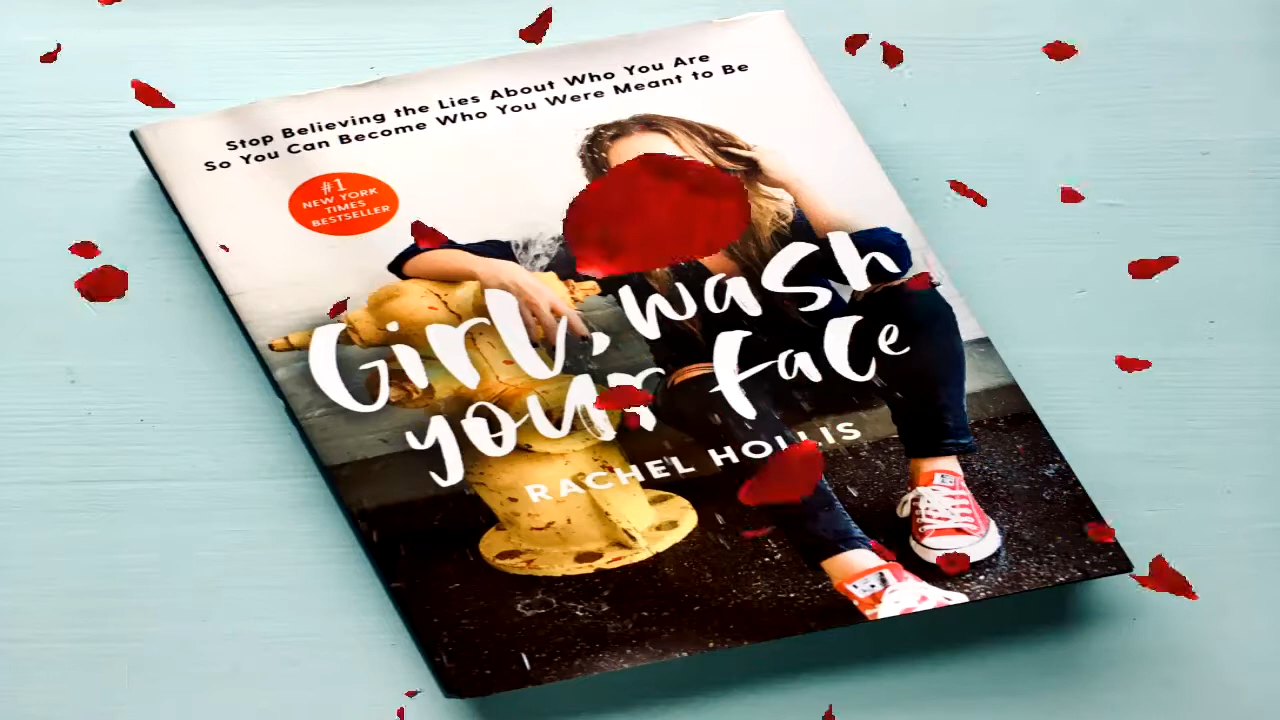 Stop Believing the Lies About Who You Are
So You Can Become Who You Were Meant to Be
#1
NEW YORK
TIMES
BESTSELLER
Girl, wash
your face
RACHEL HOLLIS